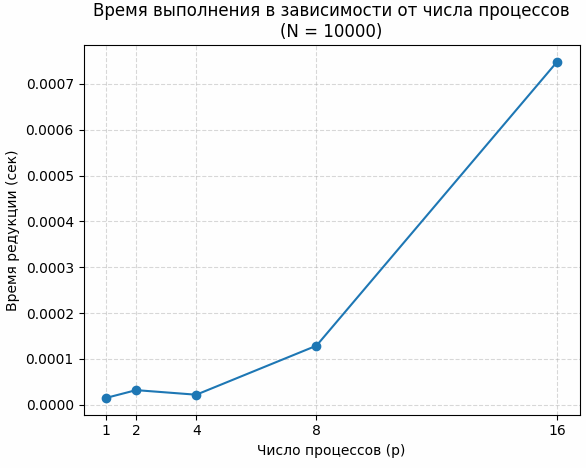 Время выполнения в зависимости от числа процессов
(N = 10000)
0.0007
0.0006
0.0005
0.0004
0.0003
0.0002
0.0001
0.0000
Время редукции (сек)
1 2 4 8 16
Число процессов (p)